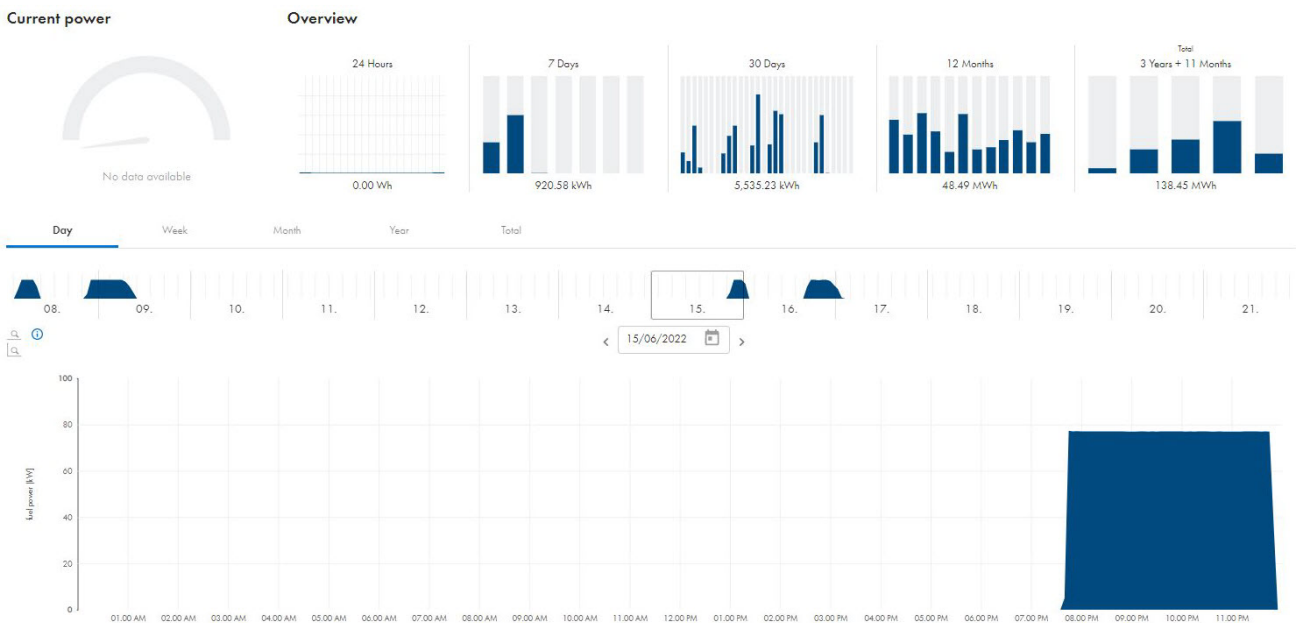 Current power
Overview
No data available
24 Hours
0.00 Wh
7 Days
920.58 kWh
30 Days
5,535.23 kWh
12 Months
48.49 MWh
Total
3 Years + 11 Months
138.45 MWh
Day Week Month Year Total
08. 09. 10. 11. 12. 13. 14. 15. 16. 17. 18. 19. 20. 21.
15/06/2022
fuel power [kW]
100
80
60
40
20
0
01.00 AM 02.00 AM 03.00 AM 04.00 AM 05.00 AM 06.00 AM 07.00 AM 08.00 AM 09.00 AM 10.00 AM 11.00 AM 12.00 PM 01.00 PM 02.00 PM 03.00 PM 04.00 PM 05.00 PM 06.00 PM 07.00 PM 08.00 PM 09.00 PM 10.00 PM 11.00 PM